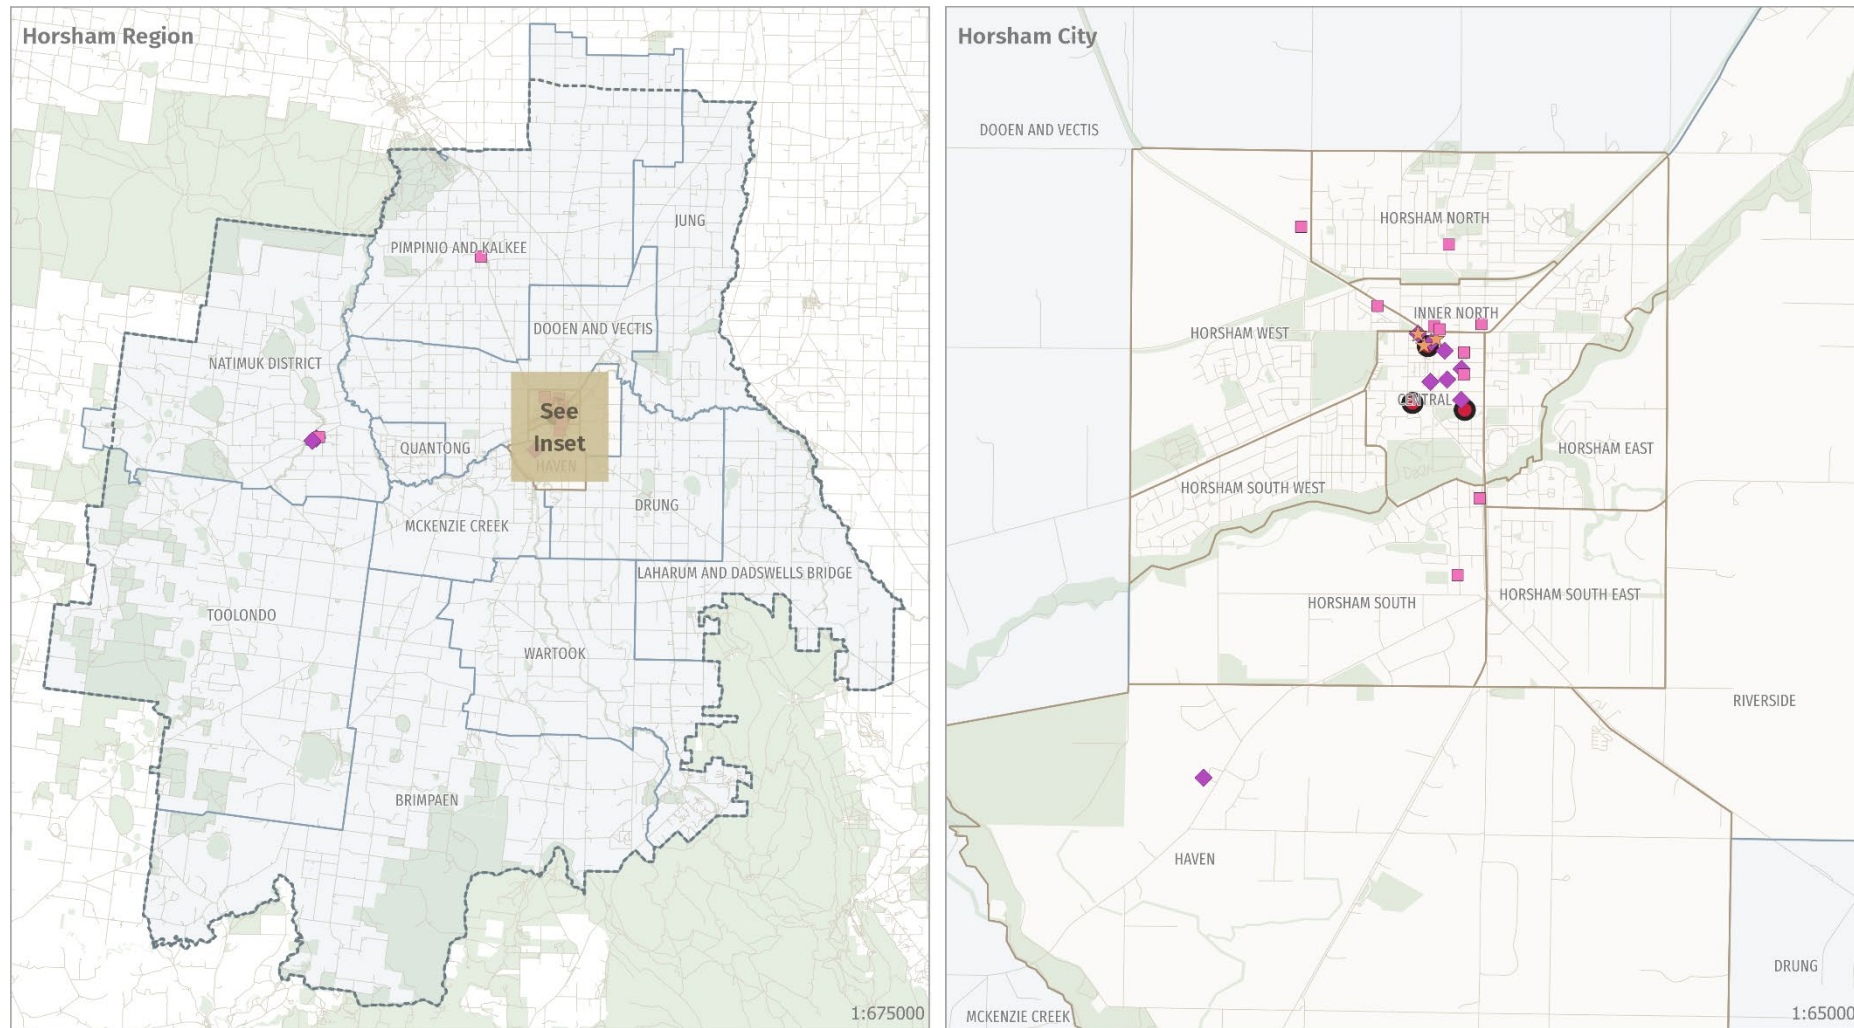 Horsham Region
JUNG
PIMPINIO AND KALKEE
DOOEN AND VECTIS
NATIMUK DISTRICT
See
Inset
QUANTONG
HAVEN
DRUNG
MCKENZIE CREEK
LAHARUM AND DADSWELLS BRIDGE
TOOLONDO
WARTOOK
BRIMPAEN
1:675000
Horsham City
DOOEN AND VECTIS
HORSHAM NORTH
INNER NORTH
HORSHAM WEST
CENTRAL
HORSHAM EAST
HORSHAM SOUTH WEST
HORSHAM SOUTH EAST
HORSHAM SOUTH
RIVERSIDE
HAVEN
DRUNG
MCKENZIE CREEK
1:65000